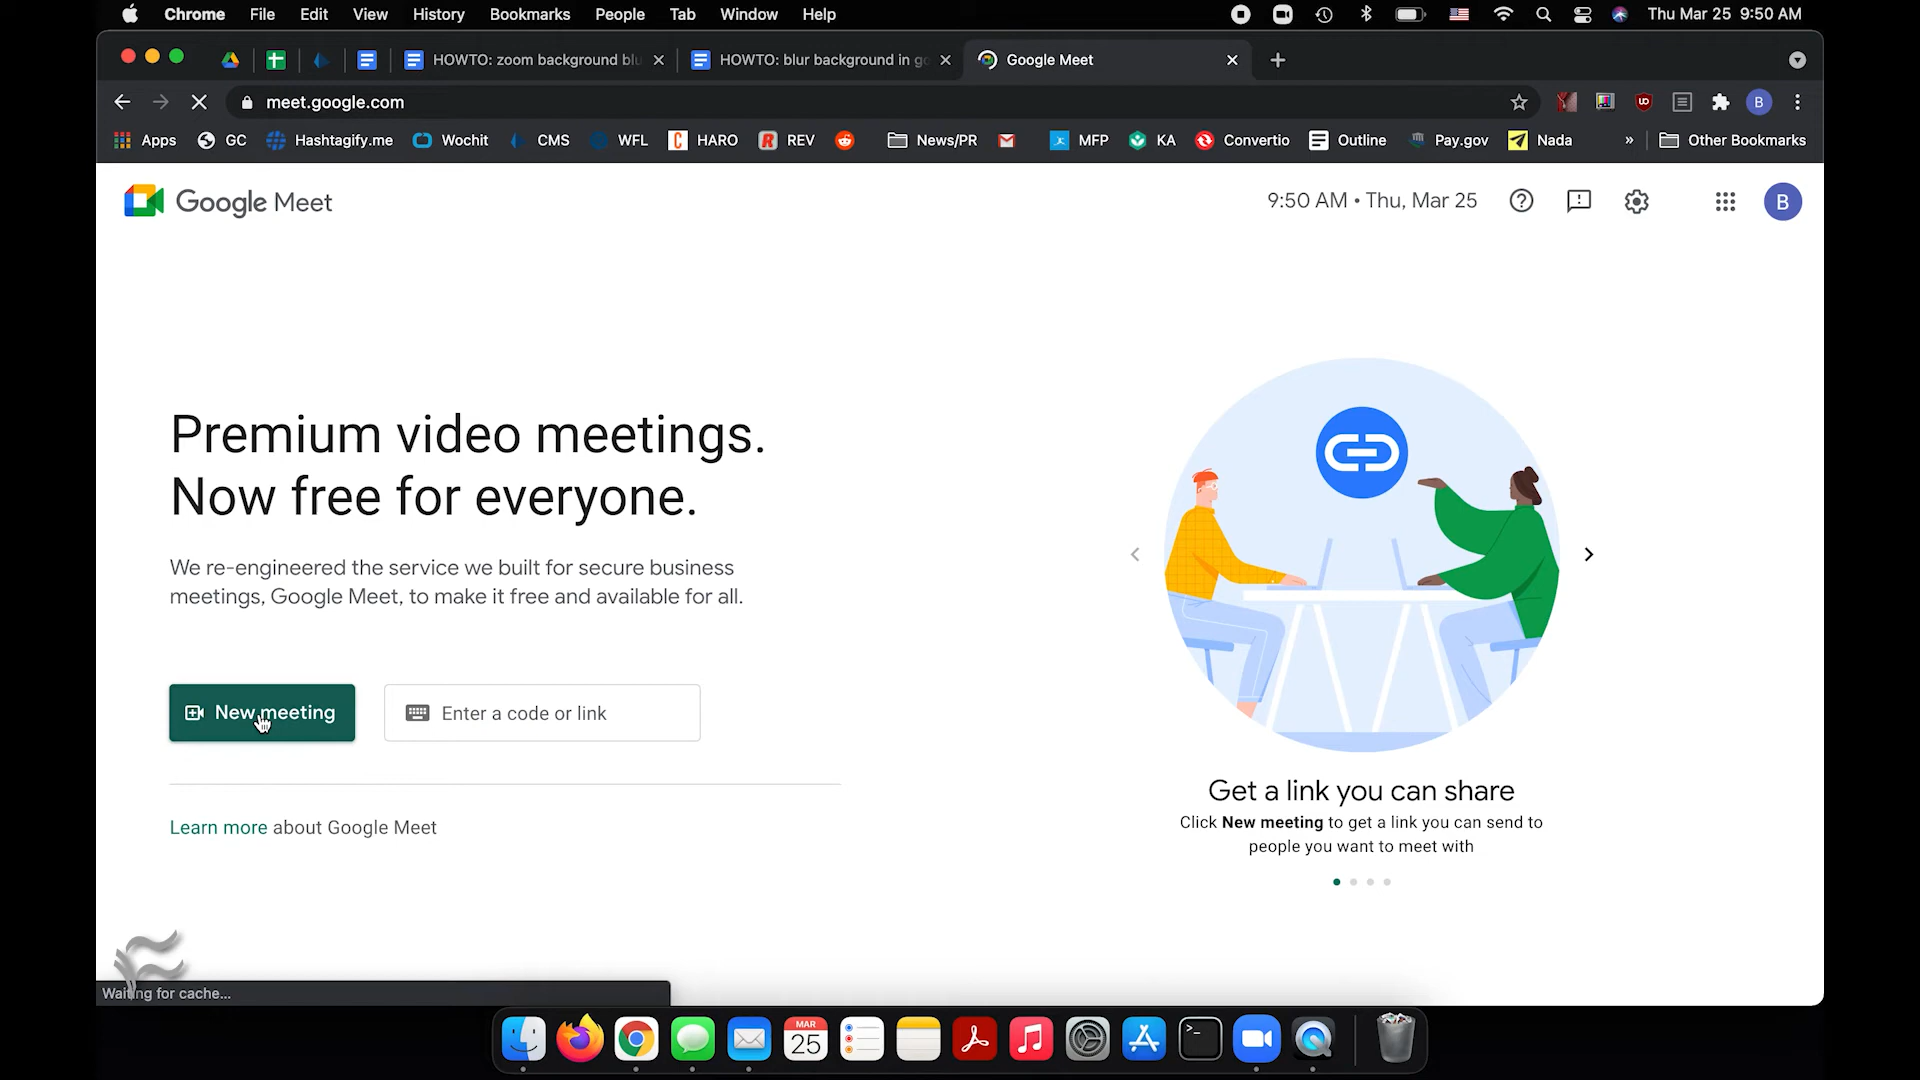 Chrome File Edit View History Bookmarks People Tab Window Help Thu Mar 25 9:50 AM
HOWTO: zoom background blu HOWTO: blur background in go Google Meet
meet.google.com UD B
Apps GC Hashtagify.me Wochit CMS WFL HARO REV News/PR MFP KA Convertio Outline Pay.gov Nada » Other Bookmarks
Google Meet 9:50 AM • Thu, Mar 25 B
Premium video meetings.
Now free for everyone.
We re-engineered the service we built for secure business
meetings, Google Meet, to make it free and available for all.
New meeting Enter a code or link
Learn more about Google Meet
Get a link you can share
Click New meeting to get a link you can send to
people you want to meet with
Waiting for cache...
MAR
25